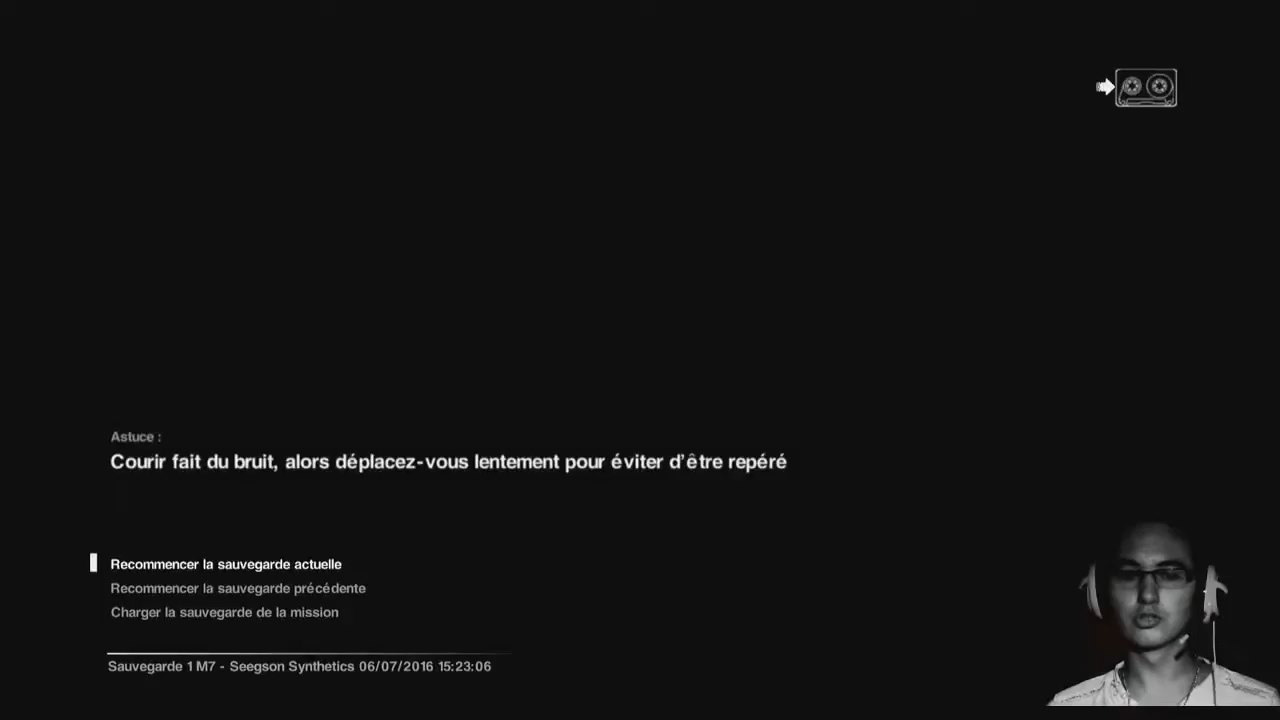 Astuce :
Courir fait du bruit, alors déplacez-vous lentement pour éviter d'être repéré
Recommencer la sauvegarde actuelle
Recommencer la sauvegarde précédente
Charger la sauvegarde de la mission
Sauvegarde 1 M7 - Seegson Synthetics 06/07/2016 15:23:06